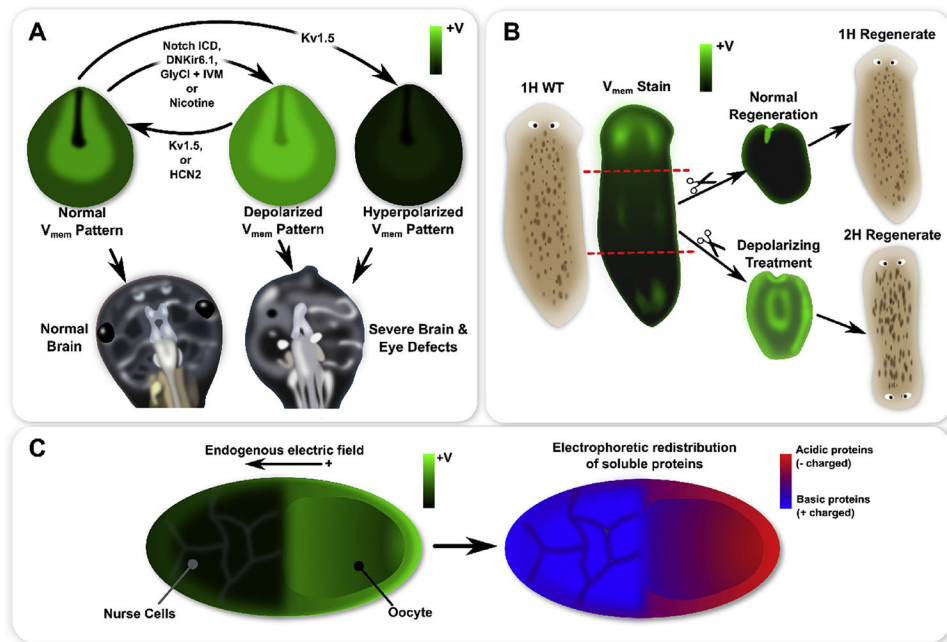 A
Kv1.5
+V
Notch ICD,
DNKir6.1,
GlyCl + IVM
or
Nicotine
Kv1.5,
or
HCN2
Normal
Vmem Pattern
Depolarized
Vmem Pattern
Hyperpolarized
Vmem Pattern
Normal
Brain
Severe Brain &
Eye Defects
B
+V
1H WT
Vmem Stain
Normal
Regeneration
1H Regenerate
Depolarizing
Treatment
2H Regenerate
C
Endogenous electric field
+
+V
Nurse Cells
Oocyte
Electrophoretic redistribution
of soluble proteins
Acidic proteins
(- charged)
Basic proteins
(+ charged)